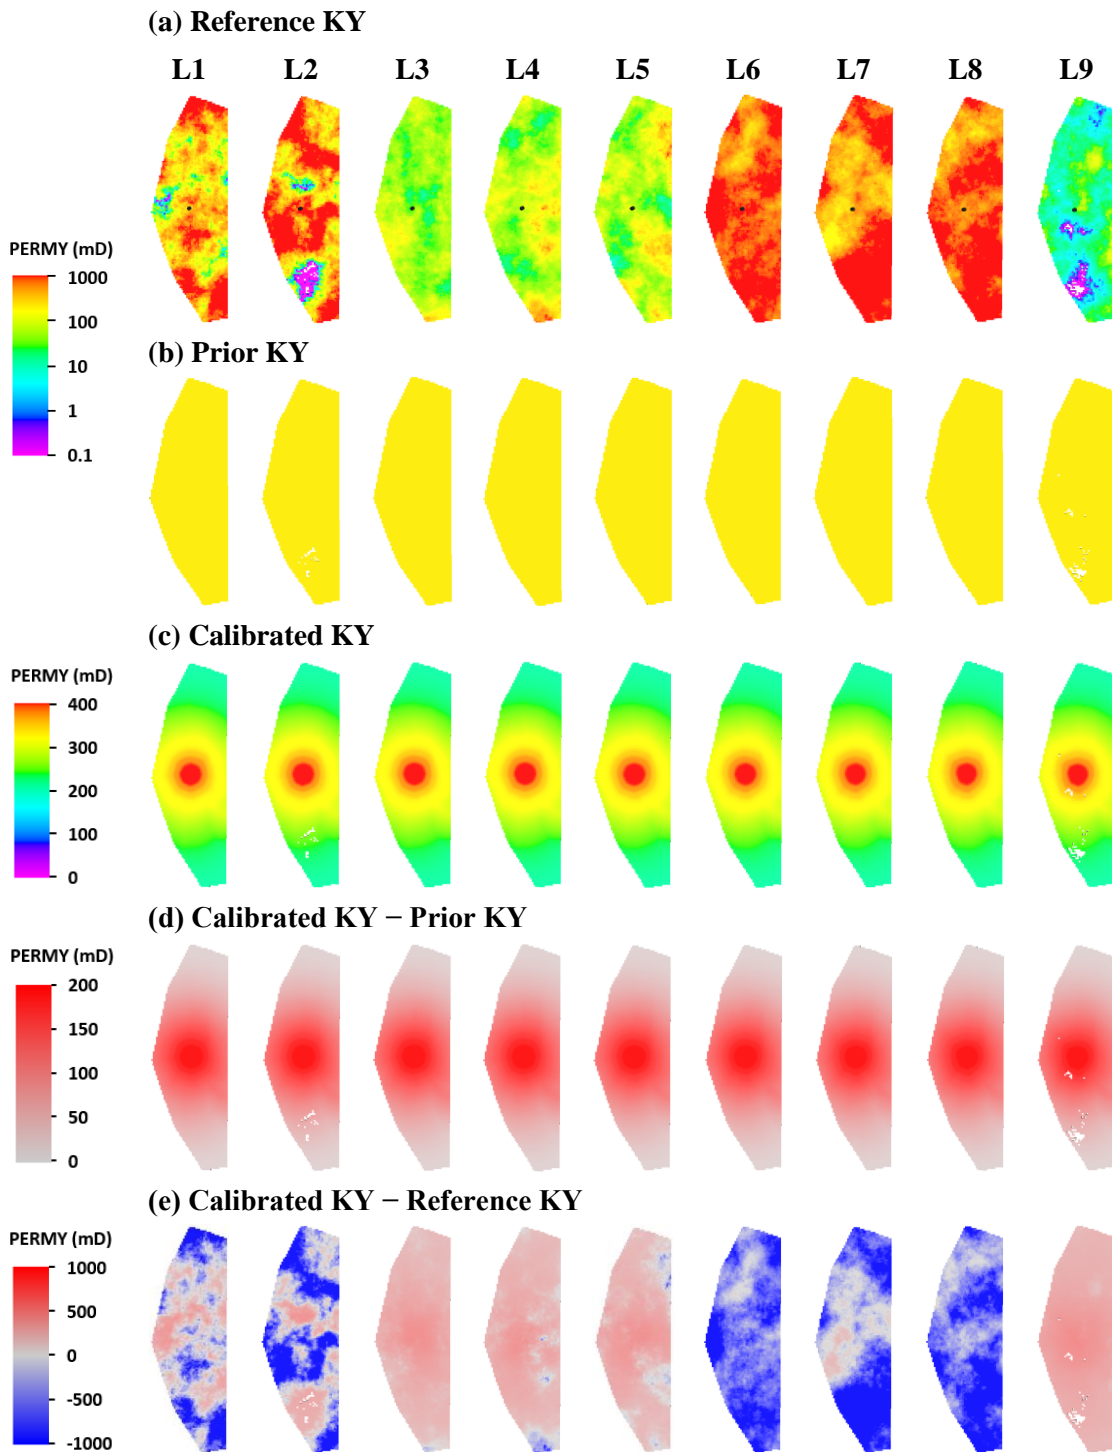 (a) Reference KY
L1 L2 L3 L4 L5 L6 L7 L8 L9
PERMY (mD)
1000
100
10
1
0.1
(b) Prior KY
(c) Calibrated KY
PERMY (mD)
400
300
200
100
0
(d) Calibrated KY − Prior KY
PERMY (mD)
200
150
100
50
0
(e) Calibrated KY − Reference KY
PERMY (mD)
1000
500
0
-500
-1000